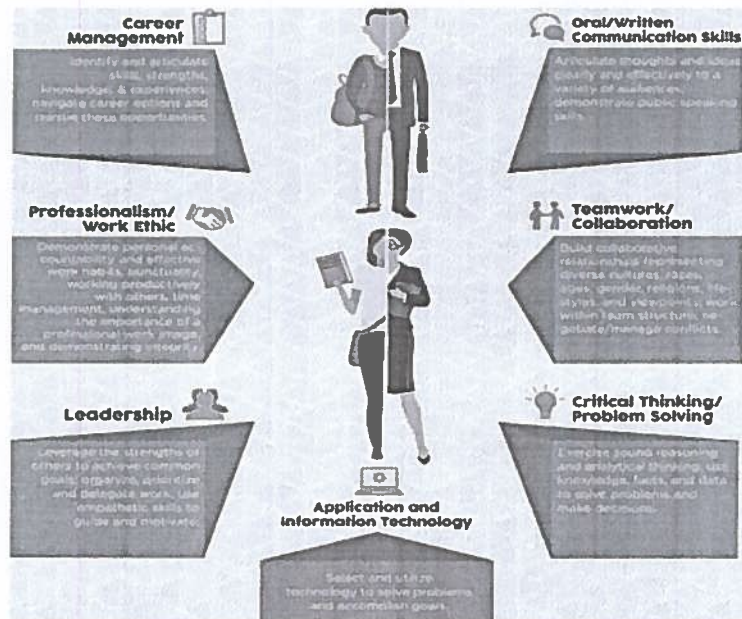 Career
Management
Identify and articulate
skills, strengths,
knowledge, & experiences;
navigate career options and
pursue these opportunities.
Oral/Written
Communication Skills
Articulate thoughts and ideas
clearly and effectively to a
variety of audiences;
demonstrate public speaking
skills.
Professionalism/
Work Ethic
Demonstrate personal ac-
countability and effective
work habits, punctuality,
working productively
with others, time
management, understanding
the importance of a
professional work image,
and demonstrating integrity.
Teamwork/
Collaboration
Build collaborative
relationships representing
diverse cultures, races,
ages, gender, religions, life-
styles, and viewpoints; work
within team structure, ne-
gotiate/manage conflicts.
Leadership
Leverage the strengths of
others to achieve common
goals, organize, prioritize
and delegate work, use
empathetic skills to
guide and motivate.
Critical Thinking/
Problem Solving
Exercise sound reasoning
and analytical thinking, use
knowledge, facts, and data
to solve problems and
make decisions.
Application and
Information Technology
Select and utilize
technology to solve problems
and accomplish goals.